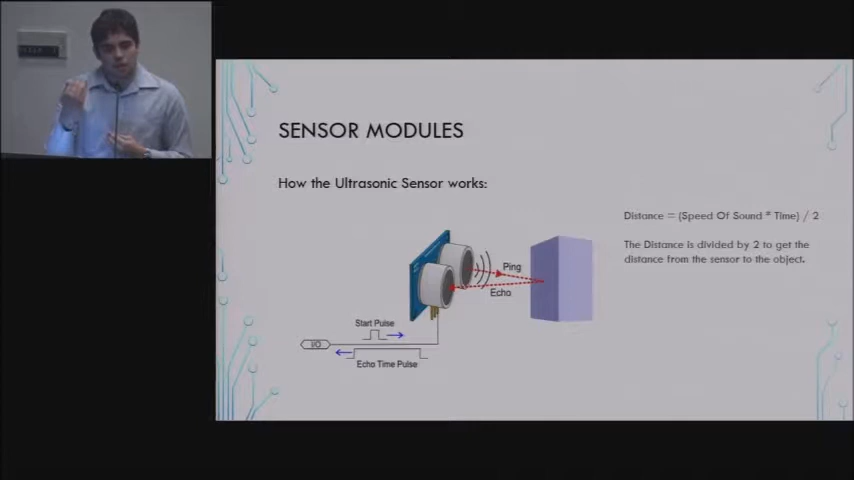 SENSOR MODULES
How the Ultrasonic Sensor works:
Distance = (Speed Of Sound * Time) / 2
The Distance is divided by 2 to get the
distance from the sensor to the object.
Ping
Echo
Start Pulse
I/O
Echo Time Pulse